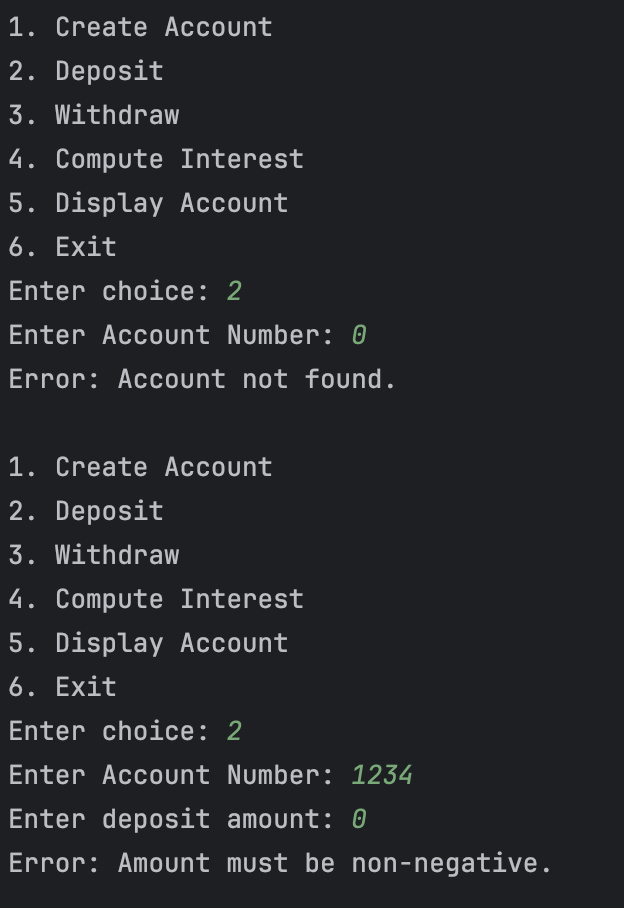 1. Create Account
2. Deposit
3. Withdraw
4. Compute Interest
5. Display Account
6. Exit
Enter choice: 2
Enter Account Number: 0
Error: Account not found.

1. Create Account
2. Deposit
3. Withdraw
4. Compute Interest
5. Display Account
6. Exit
Enter choice: 2
Enter Account Number: 1234
Enter deposit amount: 0
Error: Amount must be non-negative.